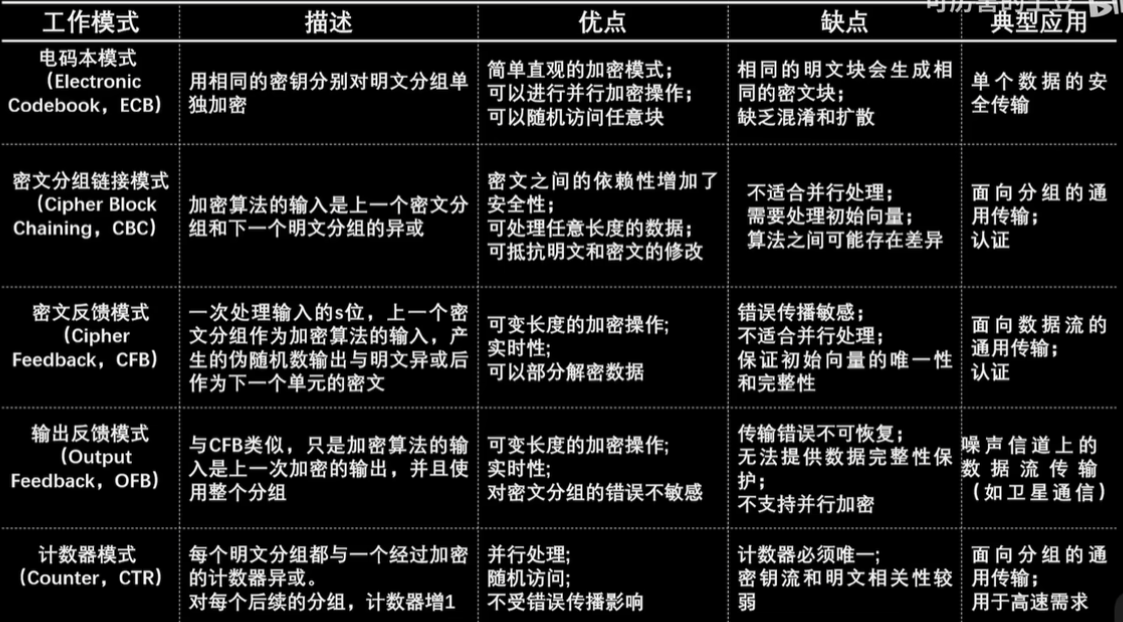 工作模式 描述 优点 缺点 典型应用
电码本模式
（Electronic
Codebook，ECB）
用相同的密钥分别对明文分组单
独加密
简单直观的加密模式；
可以进行并行加密操作；
可以随机访问任意块
相同的明文块会生成相
同的密文块；
缺乏混淆和扩散
单个数据的安
全传输
密文分组链接模式
（Cipher Block
Chaining，CBC）
加密算法的输入是上一个密文分
组和下一个明文分组的异或
密文之间的依赖性增加了
安全性；
可处理任意长度的数据；
可抵抗明文和密文的修改
不适合并行处理；
需要处理初始向量；
算法之间可能存在差异
面向分组的通
用传输；
认证
密文反馈模式
（Cipher
Feedback，CFB）
一次处理输入的s位，上一个密
文分组作为加密算法的输入，产
生的伪随机数输出与明文异或后
作为下一个单元的密文
可变长度的加密操作;
实时性;
可以部分解密数据
错误传播敏感；
不适合并行处理；
保证初始向量的唯一性
和完整性
面向数据流的
通用传输；
认证
输出反馈模式
（Output
Feedback，OFB）
与CFB类似，只是加密算法的输
入是上一次加密的输出，并且使
用整个分组
可变长度的加密操作;
实时性;
对密文分组的错误不敏感
传输错误不可恢复；
无法提供数据完整性保
护；
不支持并行加密
噪声信道上的
数据流传输
（如卫星通信）
计数器模式
（Counter，CTR）
每个明文分组都与一个经过加密
的计数器异或。
对每个后续的分组，计数器增1
并行处理;
随机访问;
不受错误传播影响
计数器必须唯一;
密钥流和明文相关性较
弱
面向分组的通
用传输；
用于高速需求